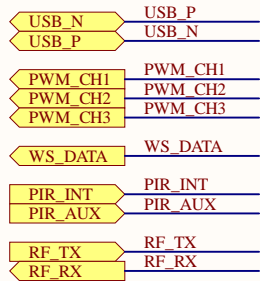 USB_N USB_P
USB_P USB_N
PWM_CH1 PWM_CH1
PWM_CH2 PWM_CH2
PWM_CH3 PWM_CH3
WS_DATA WS_DATA
PIR_INT PIR_INT
PIR_AUX PIR_AUX
RF_TX RF_TX
RF_RX RF_RX